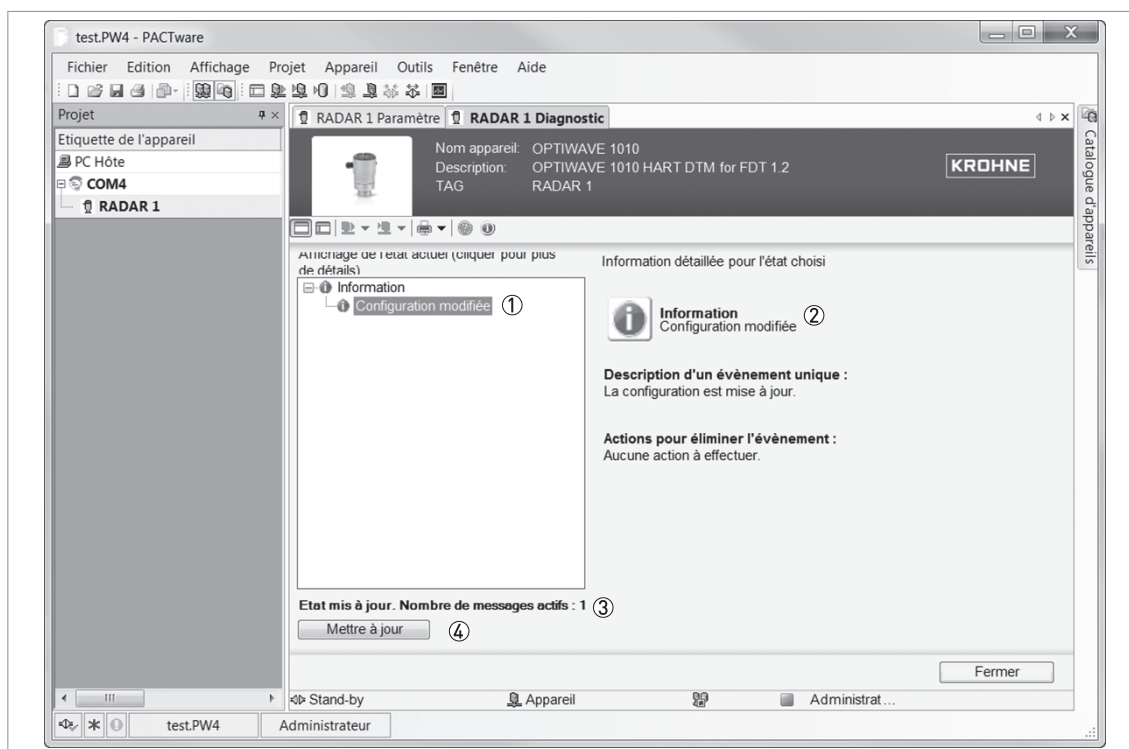 test.PW4 - PACTware
Fichier Edition Affichage Projet Appareil Outils Fenêtre Aide
Projet
Etiquette de l'appareil
PC Hôte
COM4
RADAR 1
RADAR 1 Paramètre RADAR 1 Diagnostic
Nom appareil: OPTIWAVE 1010
Description: OPTIWAVE 1010 HART DTM for FDT 1.2
TAG RADAR 1
KROHNE
Catalogue d'appareils
Affichage de l'état actuel (cliquer pour plus
de détails)
Information
Configuration modifiée ①
Information détaillée pour l'état choisi
Information
Configuration modifiée ②
Description d'un évènement unique :
La configuration est mise à jour.
Actions pour éliminer l'évènement :
Aucune action à effectuer.
Etat mis à jour. Nombre de messages actifs : 1 ③
Mettre à jour ④
Fermer
Stand-by Appareil Administrat...
test.PW4 Administrateur